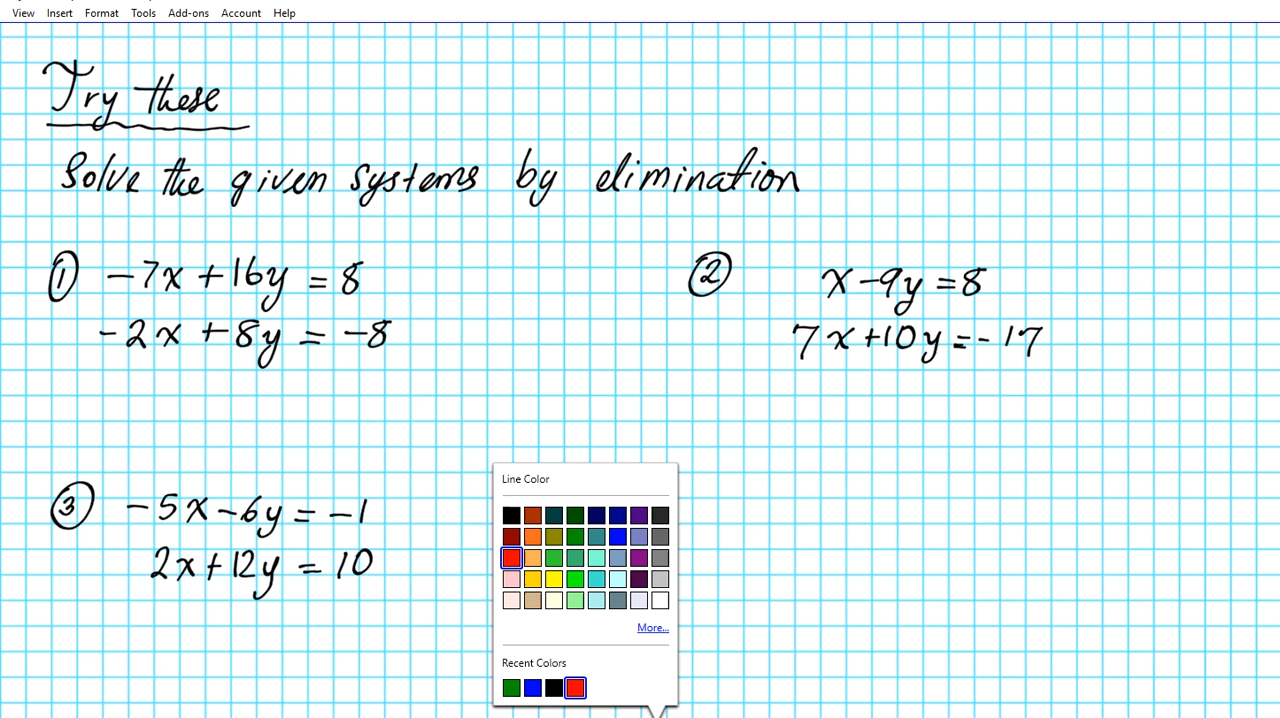 View Insert Format Tools Add-ons Account Help
Try these
Solve the given systems by elimination
① -7x + 16y = 8
-2x + 8y = -8
② x - 9y = 8
7x + 10y = -17
③ -5x - 6y = -1
2x + 12y = 10
Line Color
More...
Recent Colors